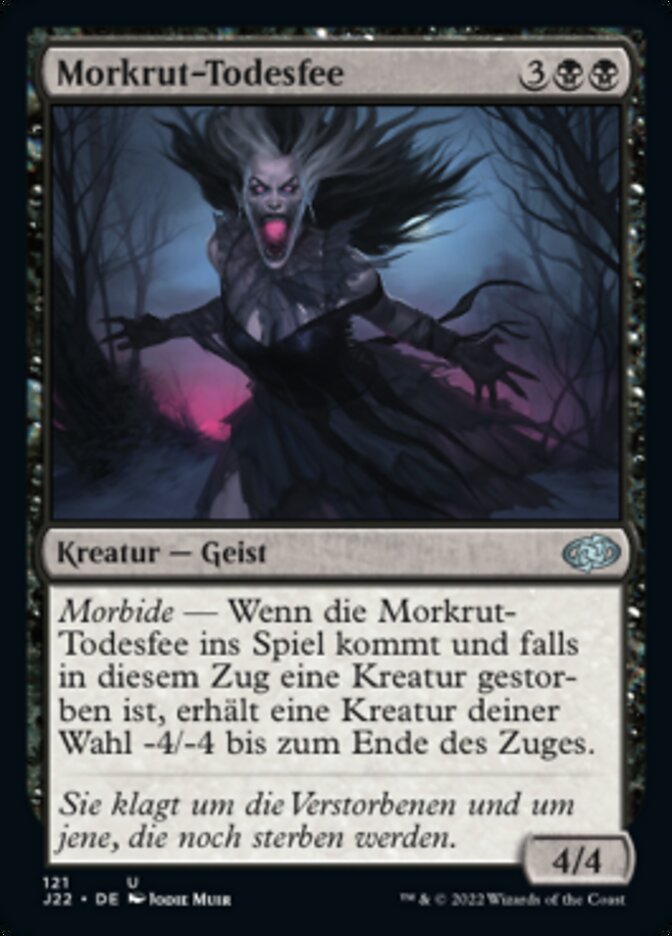 Morkrut-Todesfee 3
Kreatur — Geist
Morbide — Wenn die Morkrut-
Todesfee ins Spiel kommt und falls
in diesem Zug eine Kreatur gestor-
ben ist, erhält eine Kreatur deiner
Wahl -4/-4 bis zum Ende des Zuges.
Sie klagt um die Verstorbenen und um
jene, die noch sterben werden.
4/4
121 U
J22 • DE Jodie Muir
™ & © 2022 Wizards of the Coast